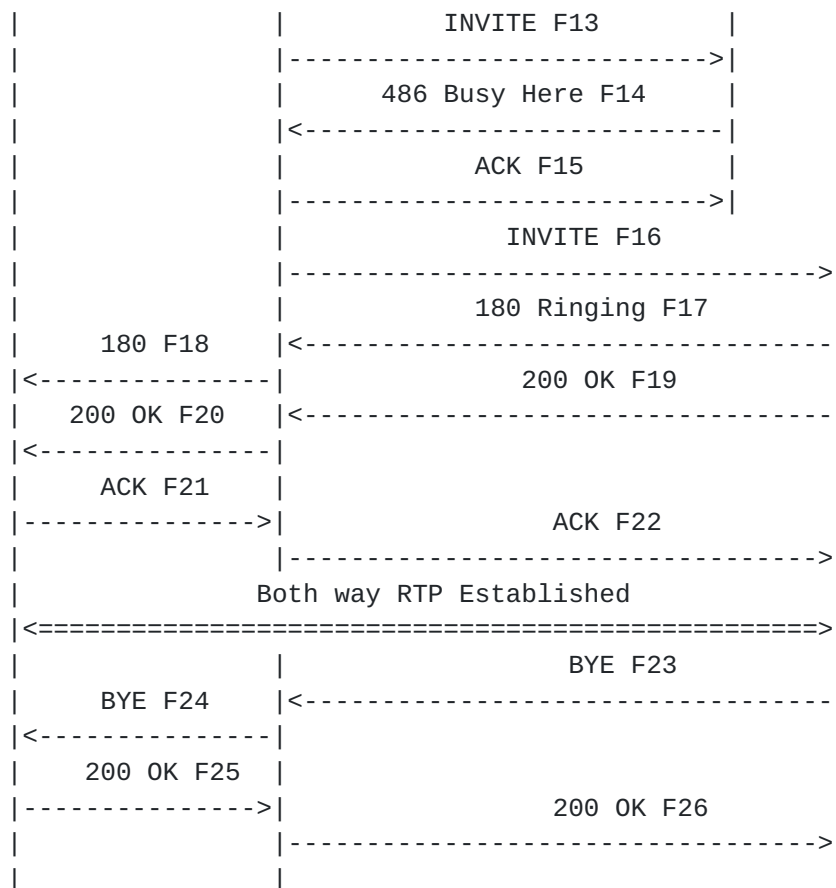 INVITE F13
486 Busy Here F14
ACK F15
INVITE F16
180 Ringing F17
180 F18
200 OK F19
200 OK F20
ACK F21
ACK F22
Both way RTP Established
BYE F23
BYE F24
200 OK F25
200 OK F26